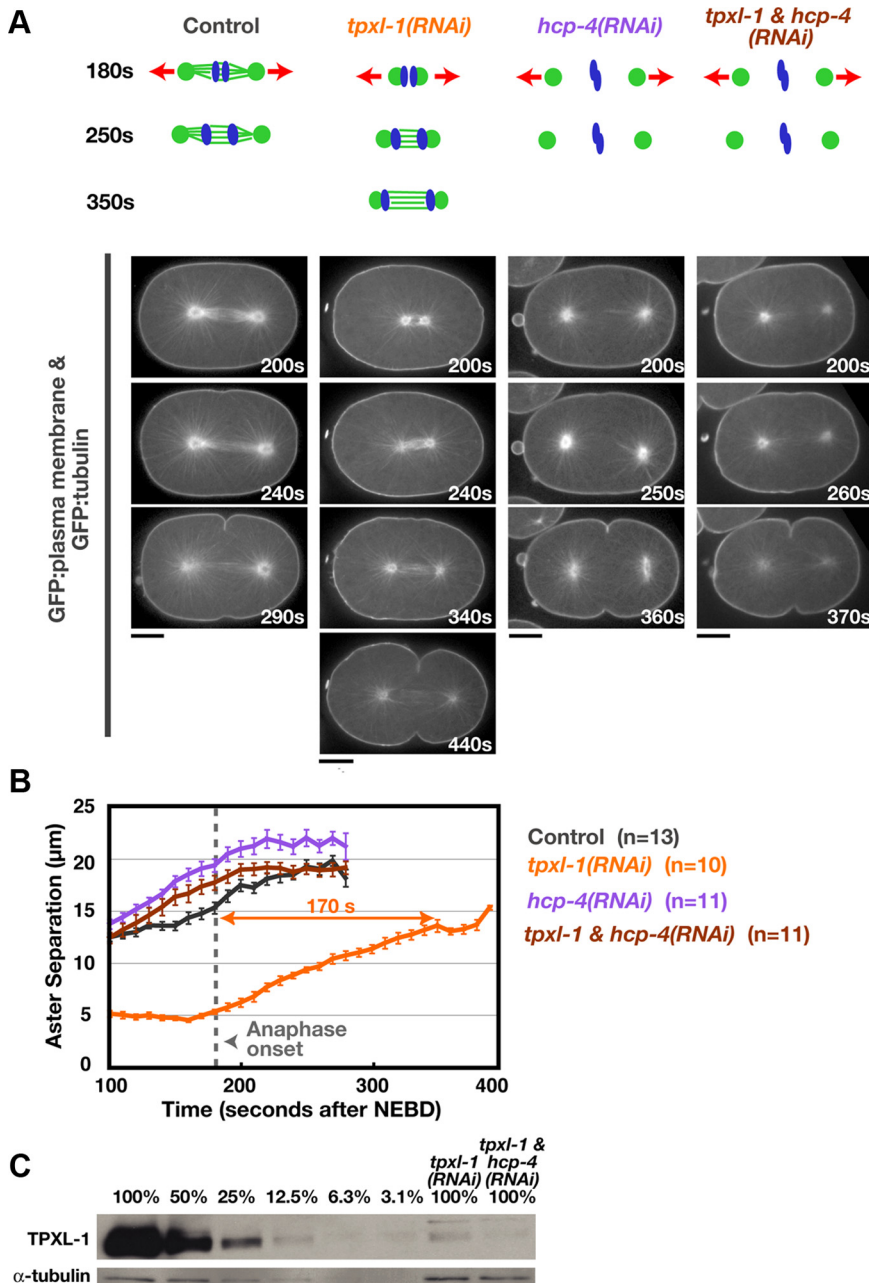 A
Control
tpxl-1(RNAi)
hcp-4(RNAi)
tpxl-1 & hcp-4
(RNAi)
180s
250s
350s
GFP:plasma membrane &
GFP:tubulin
200s
200s
200s
200s
240s
240s
250s
260s
290s
340s
360s
370s
440s
B
Aster Separation (µm)
25
20
15
10
5
0
170 s
Anaphase
onset
100
200
300
400
Time (seconds after NEBD)
Control (n=13)
tpxl-1(RNAi) (n=10)
hcp-4(RNAi) (n=11)
tpxl-1 & hcp-4(RNAi) (n=11)
C
100%
50%
25%
12.5%
6.3%
3.1%
tpxl-1
(RNAi)
100%
tpxl-1 &
hcp-4
(RNAi)
100%
TPXL-1
α-tubulin